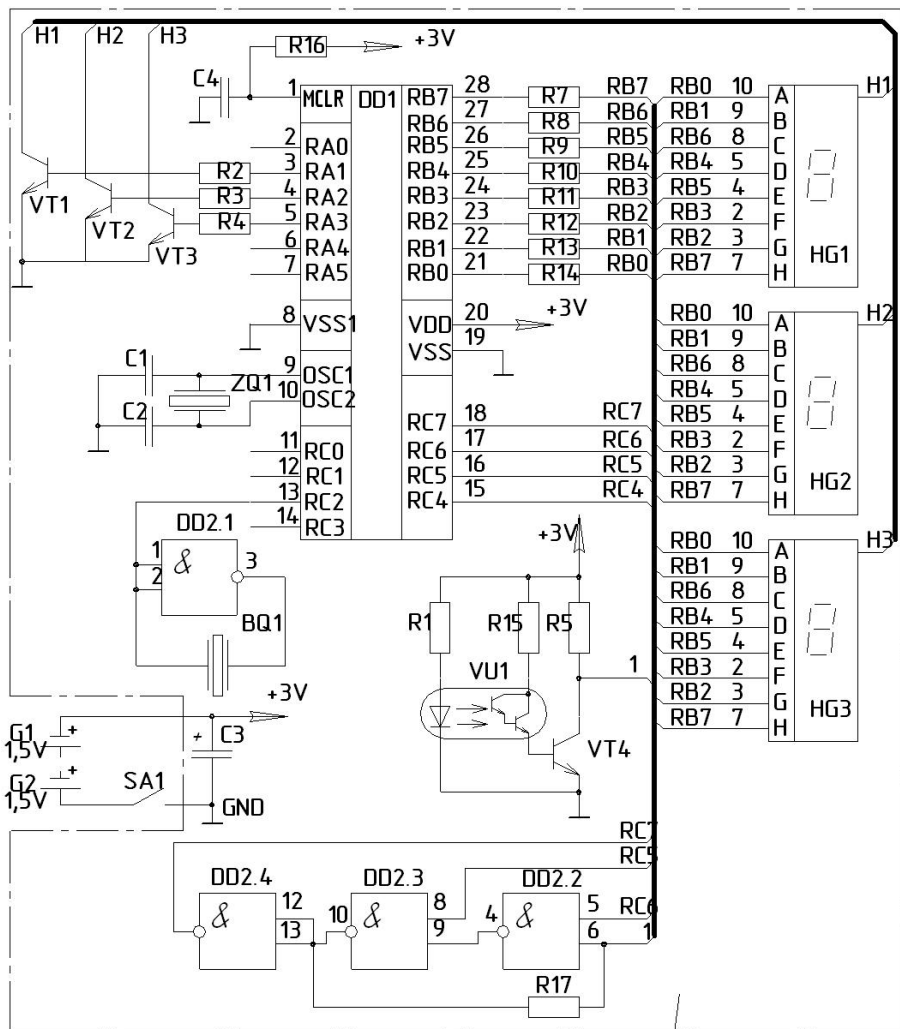 H1 H2 H3
R16 +3V
C4
1 MCLR DD1 RB7 28 R7 RB7 RB0 10 A H1
RB6 27 R8 RB6 RB1 9 B
2 RA0 RB5 26 R9 RB5 RB6 8 C
3 RA1 RB4 25 R10 RB4 RB4 5 D
4 RA2 RB3 24 R11 RB3 RB5 4 E
5 RA3 RB2 23 R12 RB2 RB3 2 F
6 RA4 RB1 22 R13 RB1 RB2 3 G
7 RA5 RB0 21 R14 RB0 RB7 7 H
HG1
R2
R3
R4
VT1 VT2 VT3
8 VSS1 VDD 20 +3V
VSS 19
9 OSC1
10 OSC2
C1 ZQ1
C2
RC7 18 RC7
11 RC0 RC6 17 RC6
12 RC1 RC5 16 RC5
13 RC2 RC4 15 RC4
14 RC3
RB0 10 A H2
RB1 9 B
RB6 8 C
RB4 5 D
RB5 4 E
RB3 2 F
RB2 3 G
RB7 7 H
HG2
DD2.1
1 & 3
2
BQ1
+3V
R1 R15 R5
1
VU1
VT4
RB0 10 A H3
RB1 9 B
RB6 8 C
RB4 5 D
RB5 4 E
RB3 2 F
RB2 3 G
RB7 7 H
HG3
+3V
G1 + + C3
1,5V
G2 +
1,5V
SA1 GND
RC7
RC5
DD2.4 DD2.3 DD2.2
& 12 10 & 8 4 & 5 RC6
13 9 6 1
R17